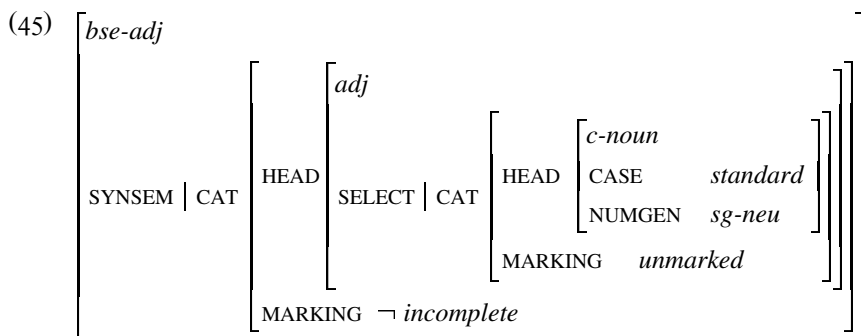 (45)
bse-adj
adj
c-noun
SYNSEM | CAT HEAD SELECT | CAT HEAD CASE standard
NUMGEN sg-neu
MARKING unmarked
MARKING ¬ incomplete